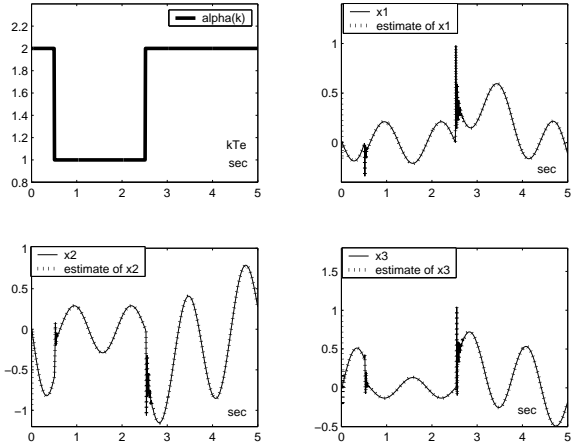 2.4
2.2
2
1.8
1.6
1.4
1.2
1
0.8
alpha(k)
kTe
sec
0 1 2 3 4 5
1
0.5
0
x1
estimate of x1
sec
0 1 2 3 4 5
1
0.5
0
−0.5
−1
x2
estimate of x2
sec
0 1 2 3 4 5
1.5
1
0.5
0
−0.5
x3
estimate of x3
sec
0 1 2 3 4 5